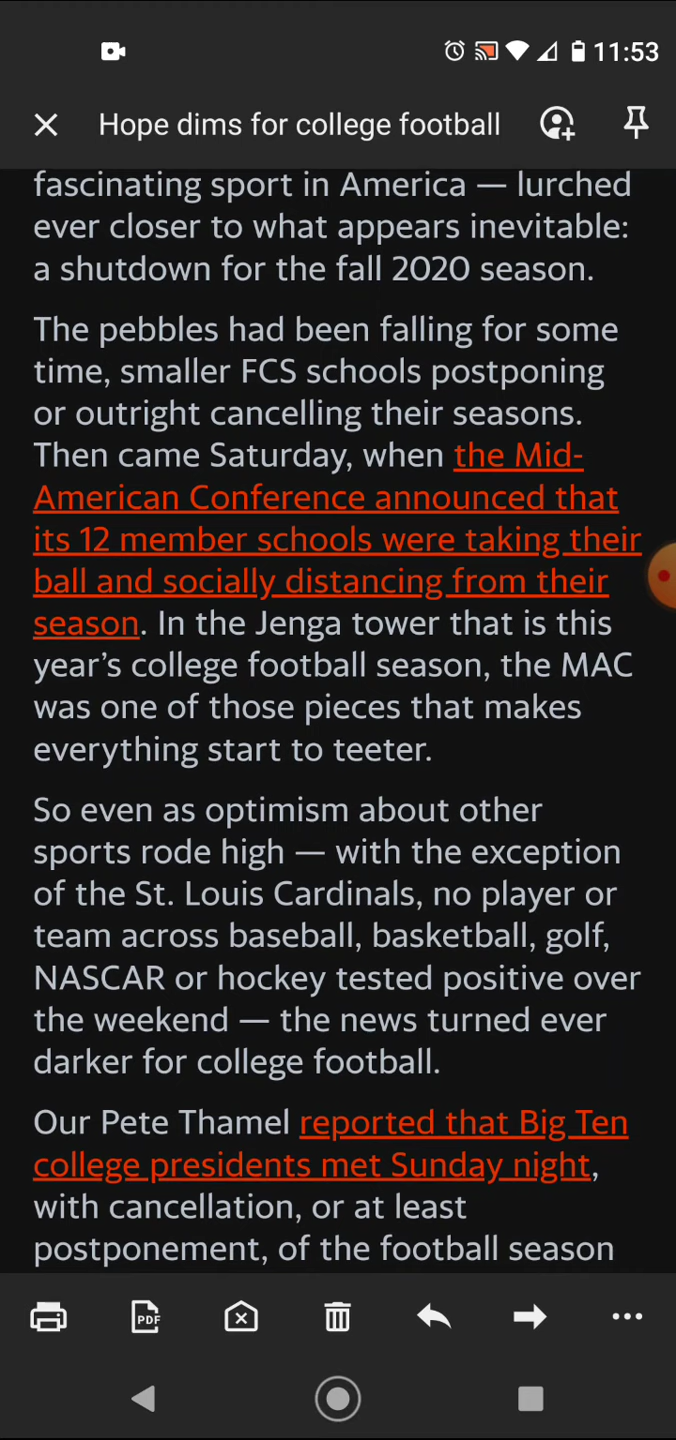 11:53
Hope dims for college football
fascinating sport in America — lurched
ever closer to what appears inevitable:
a shutdown for the fall 2020 season.
The pebbles had been falling for some
time, smaller FCS schools postponing
or outright cancelling their seasons.
Then came Saturday, when the Mid-
American Conference announced that
its 12 member schools were taking their
ball and socially distancing from their
season. In the Jenga tower that is this
year’s college football season, the MAC
was one of those pieces that makes
everything start to teeter.
So even as optimism about other
sports rode high — with the exception
of the St. Louis Cardinals, no player or
team across baseball, basketball, golf,
NASCAR or hockey tested positive over
the weekend — the news turned ever
darker for college football.
Our Pete Thamel reported that Big Ten
college presidents met Sunday night,
with cancellation, or at least
postponement, of the football season
PDF